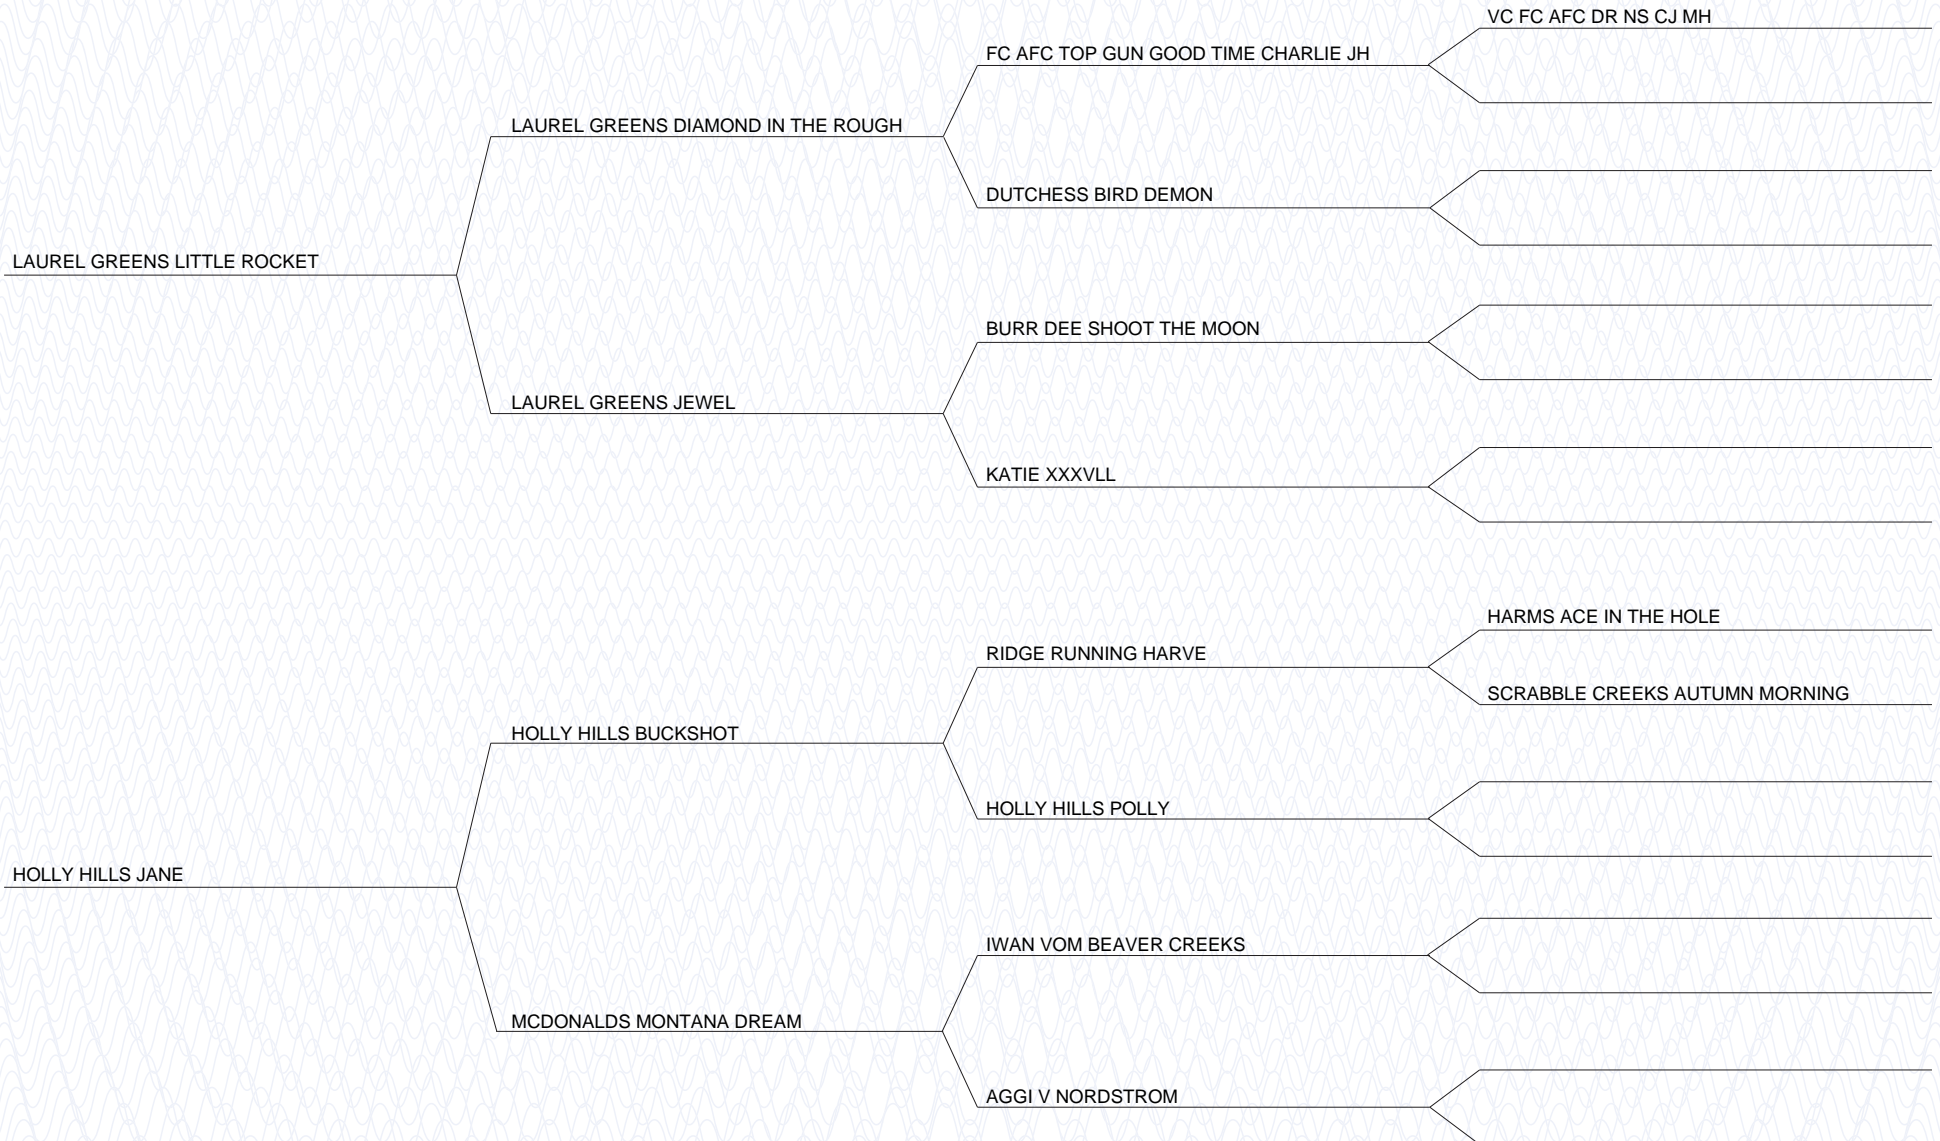 VC FC AFC DR NS CJ MH
FC AFC TOP GUN GOOD TIME CHARLIE JH
LAUREL GREENS DIAMOND IN THE ROUGH
DUTCHESS BIRD DEMON
LAUREL GREENS LITTLE ROCKET
BURR DEE SHOOT THE MOON
LAUREL GREENS JEWEL
KATIE XXXVLL
HARMS ACE IN THE HOLE
RIDGE RUNNING HARVE
SCRABBLE CREEKS AUTUMN MORNING
HOLLY HILLS BUCKSHOT
HOLLY HILLS POLLY
HOLLY HILLS JANE
IWAN VOM BEAVER CREEKS
MCDONALDS MONTANA DREAM
AGGI V NORDSTROM